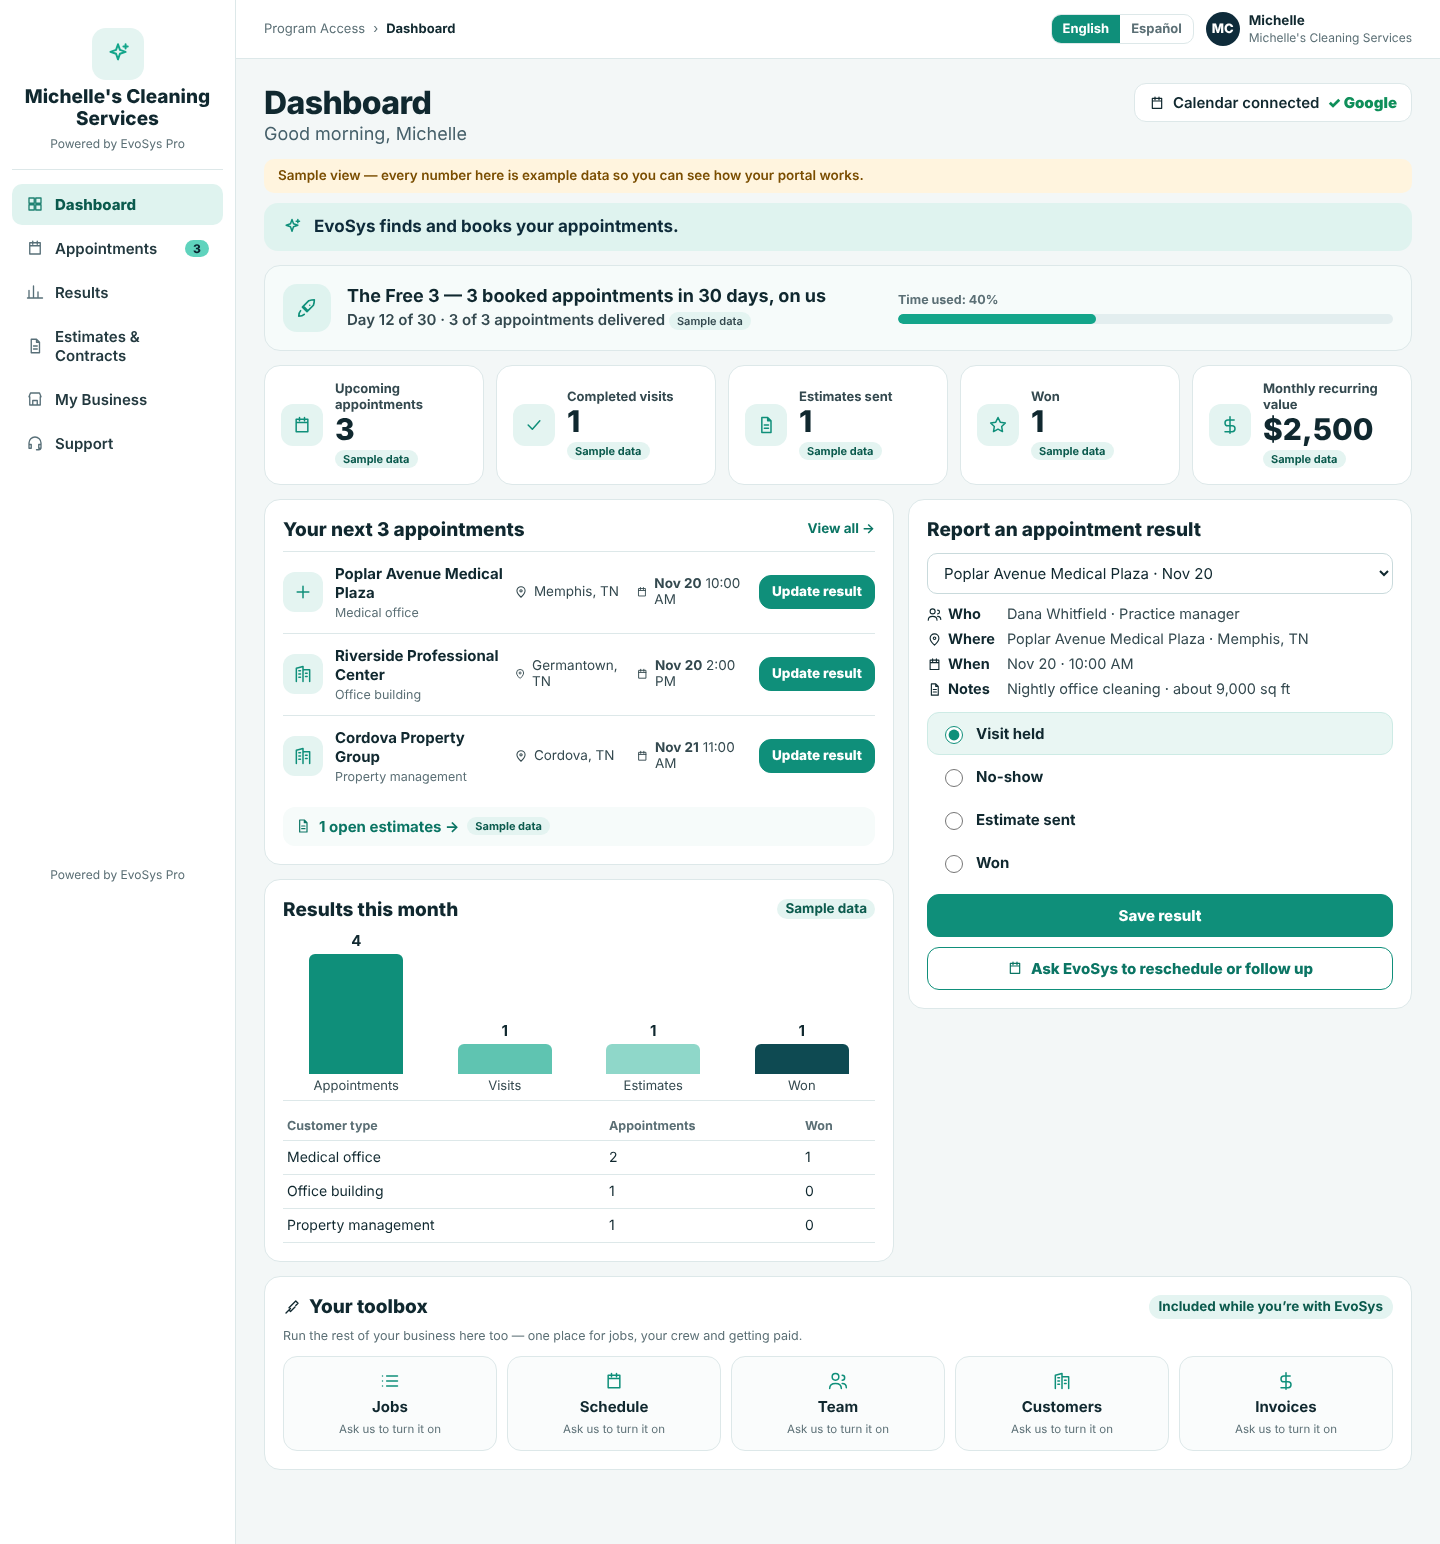 Michelle's Cleaning
Services
Powered by EvoSys Pro
Dashboard
Appointments 3
Results
Estimates &
Contracts
My Business
Support
Powered by EvoSys Pro
Program Access › Dashboard
English Español
MC
Michelle
Michelle's Cleaning Services
Dashboard
Good morning, Michelle
Calendar connected ✓ Google
Sample view — every number here is example data so you can see how your portal works.
EvoSys finds and books your appointments.
The Free 3 — 3 booked appointments in 30 days, on us
Day 12 of 30 · 3 of 3 appointments delivered Sample data
Time used: 40%
Upcoming
appointments
3
Sample data
Completed visits
1
Sample data
Estimates sent
1
Sample data
Won
1
Sample data
Monthly recurring
value
$2,500
Sample data
Your next 3 appointments
View all →
Poplar Avenue Medical
Plaza
Medical office
Memphis, TN
Nov 20 10:00
AM
Update result
Riverside Professional
Center
Office building
Germantown,
TN
Nov 20 2:00
PM
Update result
Cordova Property
Group
Property management
Cordova, TN
Nov 21 11:00
AM
Update result
1 open estimates → Sample data
Report an appointment result
Poplar Avenue Medical Plaza · Nov 20
Who Dana Whitfield · Practice manager
Where Poplar Avenue Medical Plaza · Memphis, TN
When Nov 20 · 10:00 AM
Notes Nightly office cleaning · about 9,000 sq ft
Visit held
No-show
Estimate sent
Won
Save result
Ask EvoSys to reschedule or follow up
Results this month
Sample data
4 1 1 1
Appointments Visits Estimates Won
Customer type Appointments Won
Medical office 2 1
Office building 1 0
Property management 1 0
Your toolbox
Included while you’re with EvoSys
Run the rest of your business here too — one place for jobs, your crew and getting paid.
Jobs
Ask us to turn it on
Schedule
Ask us to turn it on
Team
Ask us to turn it on
Customers
Ask us to turn it on
Invoices
Ask us to turn it on